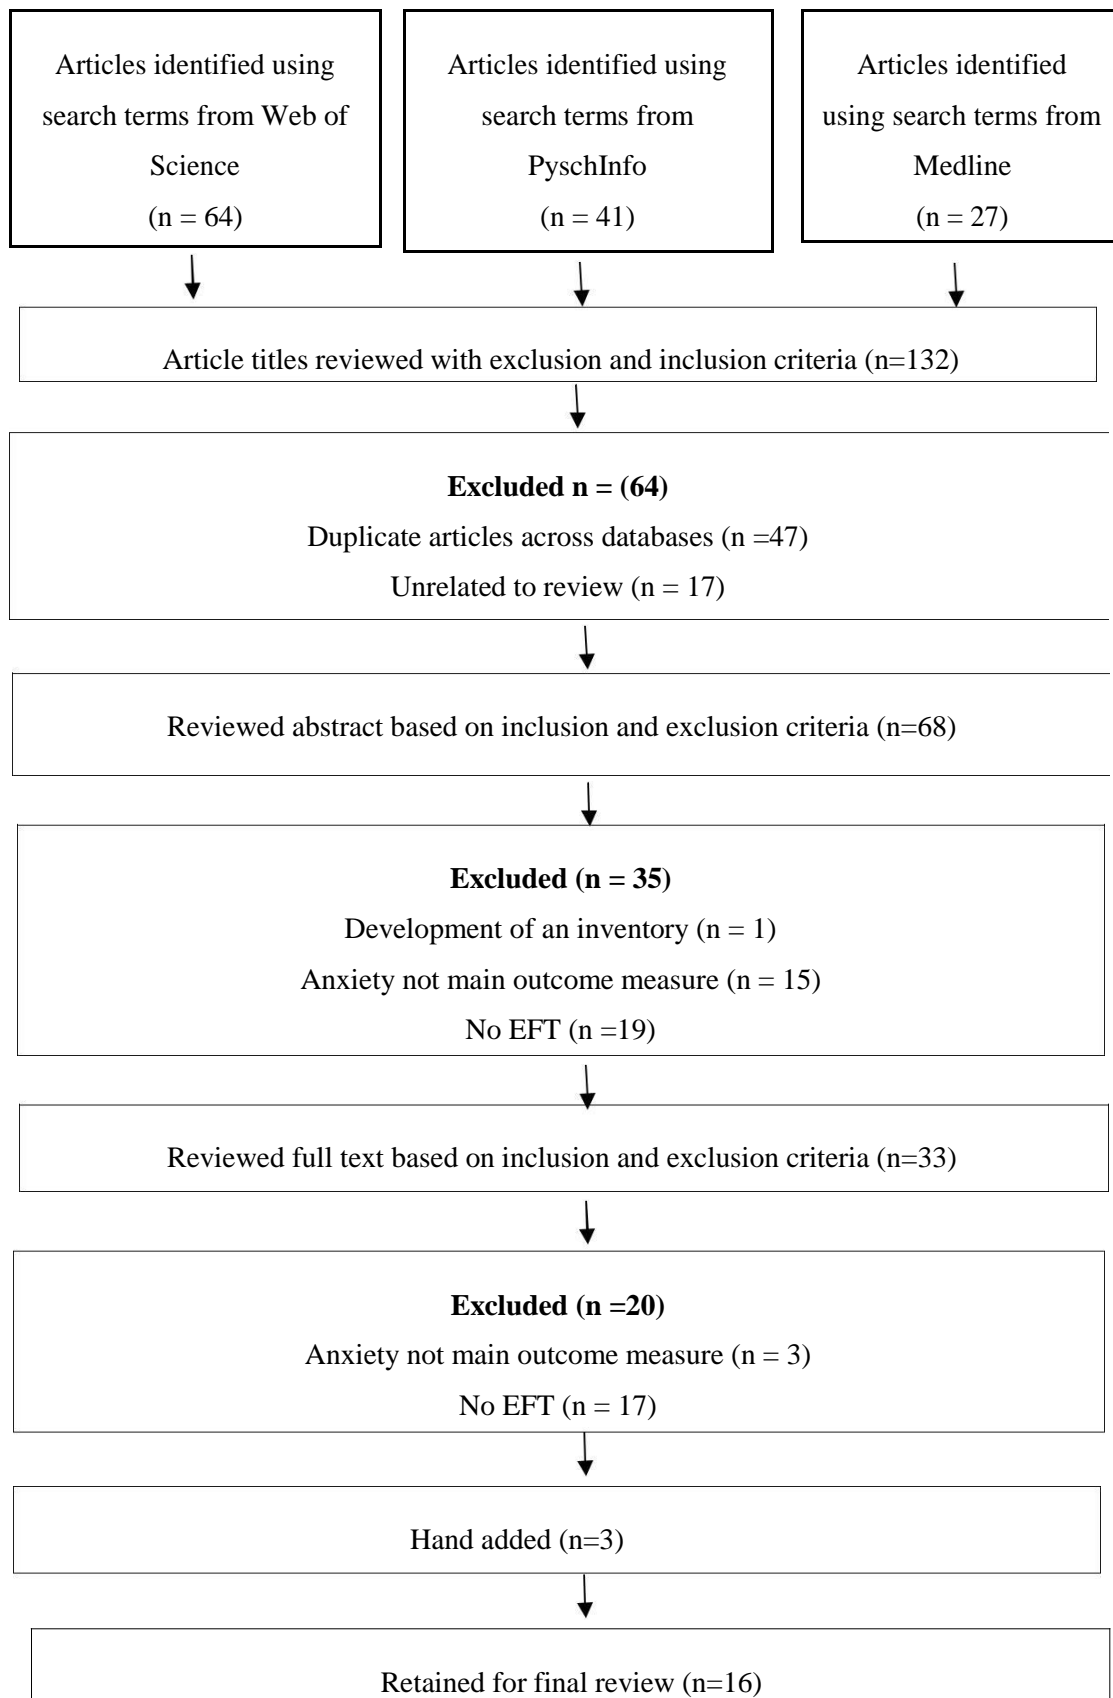 Articles identified using
search terms from Web of
Science
(n = 64)
Articles identified using
search terms from
PyschInfo
(n = 41)
Articles identified
using search terms from
Medline
(n = 27)
Article titles reviewed with exclusion and inclusion criteria (n=132)
Excluded n = (64)
Duplicate articles across databases (n =47)
Unrelated to review (n = 17)
Reviewed abstract based on inclusion and exclusion criteria (n=68)
Excluded (n = 35)
Development of an inventory (n = 1)
Anxiety not main outcome measure (n = 15)
No EFT (n =19)
Reviewed full text based on inclusion and exclusion criteria (n=33)
Excluded (n =20)
Anxiety not main outcome measure (n = 3)
No EFT (n = 17)
Hand added (n=3)
Retained for final review (n=16)